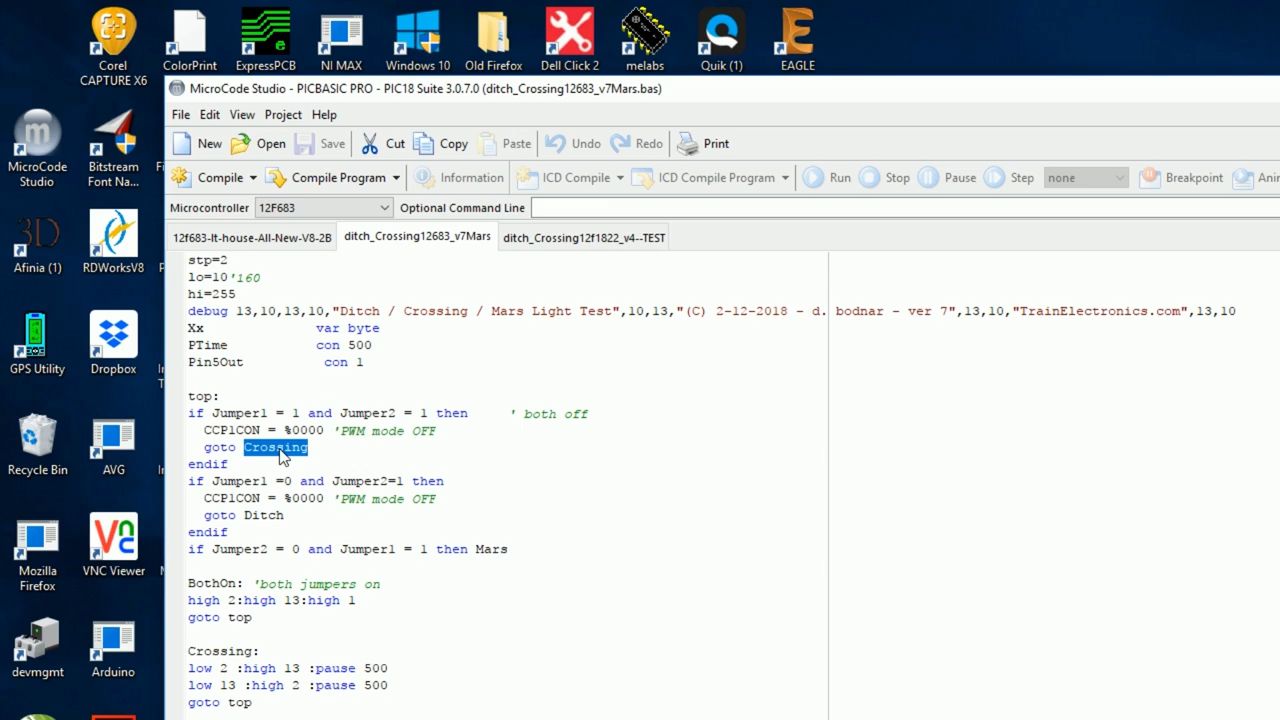 Corel
CAPTURE X6
ColorPrint
ExpressPCB
NI MAX
Windows 10
Old Firefox
Dell Click 2
melabs
Quik (1)
EAGLE
MicroCode Studio - PICBASIC PRO - PIC18 Suite 3.0.7.0 (ditch_Crossing12683_v7Mars.bas)
File Edit View Project Help
New Open Save Cut Copy Paste Undo Redo Print
Compile Compile Program Information ICD Compile ICD Compile Program Run Stop Pause Step none Breakpoint
Microcontroller 12F683 Optional Command Line
12f683-lt-house-All-New-V8-2B ditch_Crossing12683_v7Mars ditch_Crossing12f1822_v4--TEST
stp=2
lo=10'160
hi=255
debug 13,10,13,10,"Ditch / Crossing / Mars Light Test",10,13,"(C) 2-12-2018 - d. bodnar - ver 7",13,10,"TrainElectronics.com",13,10
Xx var byte
PTime con 500
Pin5Out con 1
top:
if Jumper1 = 1 and Jumper2 = 1 then ' both off
CCP1CON = %0000 'PWM mode OFF
goto Crossing
endif
if Jumper1 =0 and Jumper2=1 then
CCP1CON = %0000 'PWM mode OFF
goto Ditch
endif
if Jumper2 = 0 and Jumper1 = 1 then Mars
BothOn: 'both jumpers on
high 2:high 13:high 1
goto top
Crossing:
low 2 :high 13 :pause 500
low 13 :high 2 :pause 500
goto top
MicroCode
Studio
Bitstream
Font Na...
3D
Afinia (1)
RDWorksV8
GPS Utility
Dropbox
Recycle Bin
AVG
Mozilla
Firefox
VNC Viewer
devmgmt
Arduino